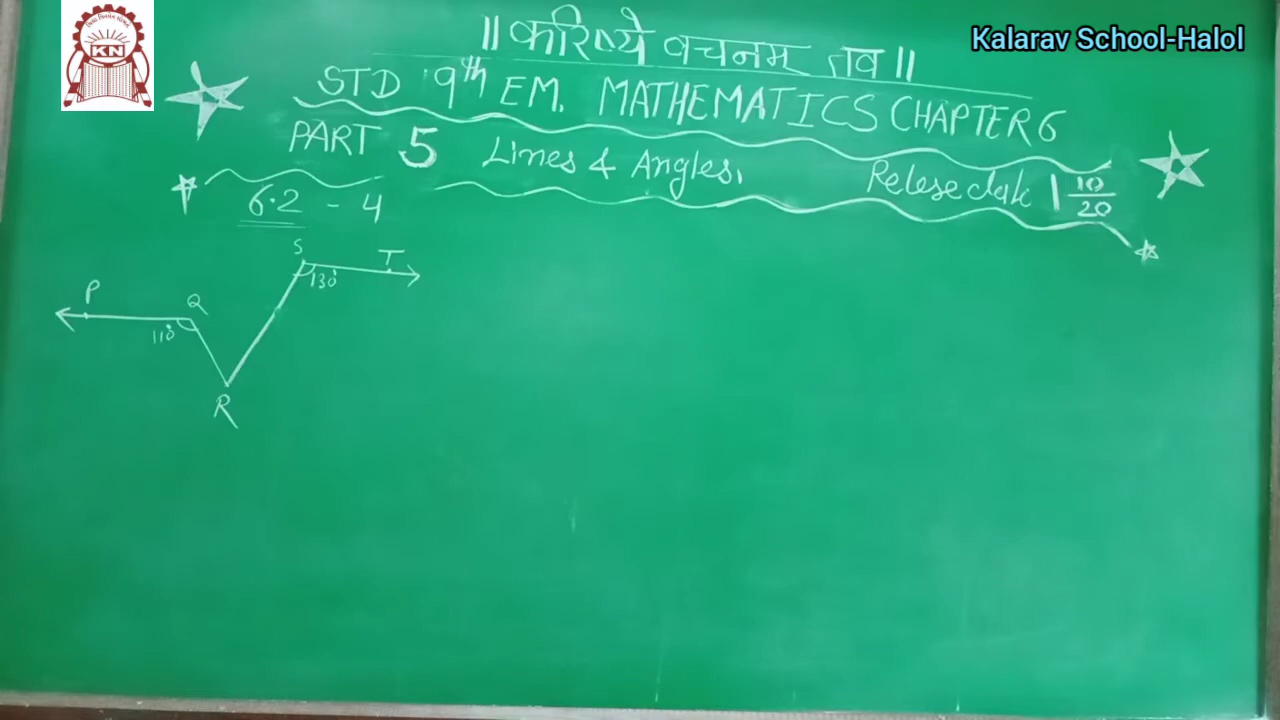 Kalarav School-Halol
KN
॥ करिष्ये वचनम् तव ॥
STD 9th EM. MATHEMATICS CHAPTER 6
PART 5 Lines & Angles. Relese date 1 10/20
6.2 - 4
S T
130°
P Q
110°
R